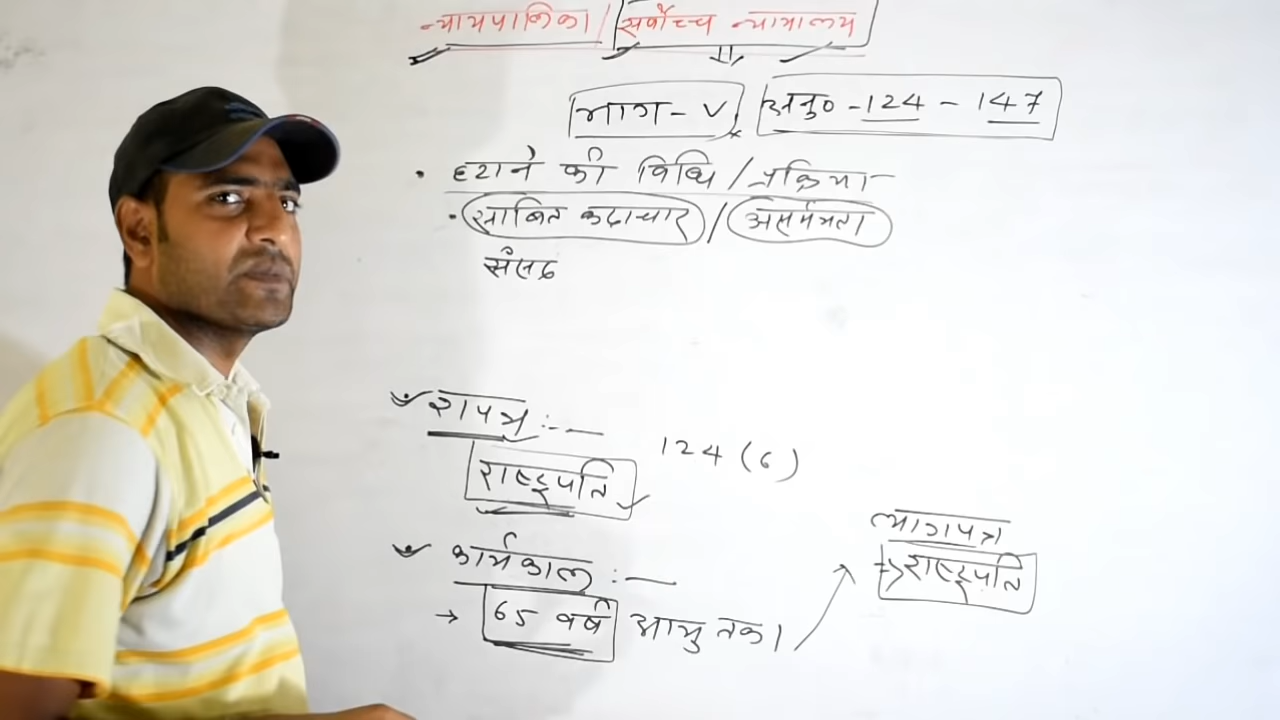 न्यायपालिका / सर्वोच्च न्यायालय
भाग - V, अनु० - 124 - 147
• हटाने की विधि / प्रक्रिया
• साबित कदाचार / असमर्थता
संसद
शपथ :- —
राष्ट्रपति
124 (6)
कार्यकाल : —
→ 65 वर्ष आयु तक।
त्यागपत्र
→ राष्ट्रपति